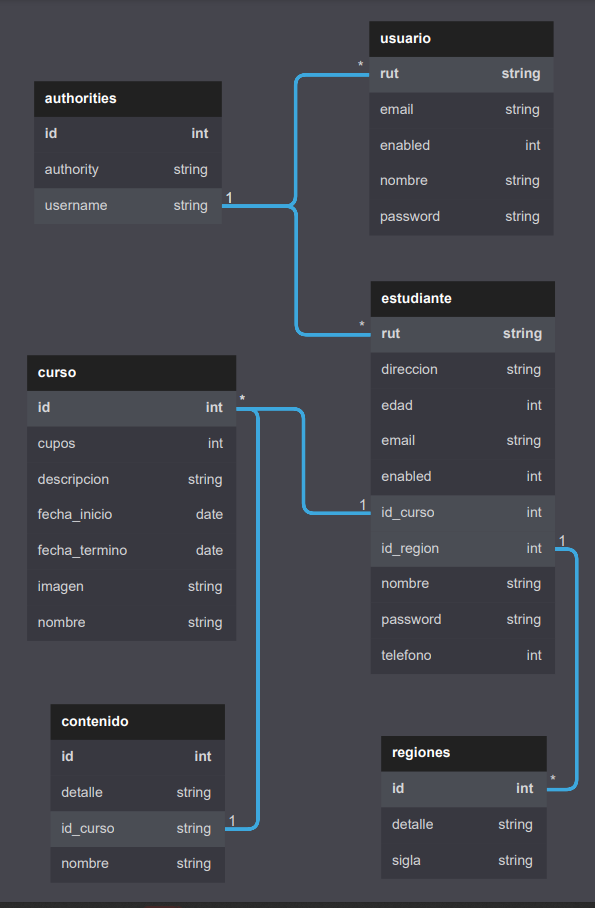 usuario
* rut string
email string
enabled int
nombre string
password string
authorities
id int
authority string
username string 1
estudiante
* rut string
direccion string
edad int
email string
enabled int
1 id_curso int
id_region int 1
nombre string
password string
telefono int
curso
id int *
cupos int
descripcion string
fecha_inicio date
fecha_termino date
imagen string
nombre string
contenido
id int
detalle string
id_curso string 1
nombre string
regiones
id int *
detalle string
sigla string